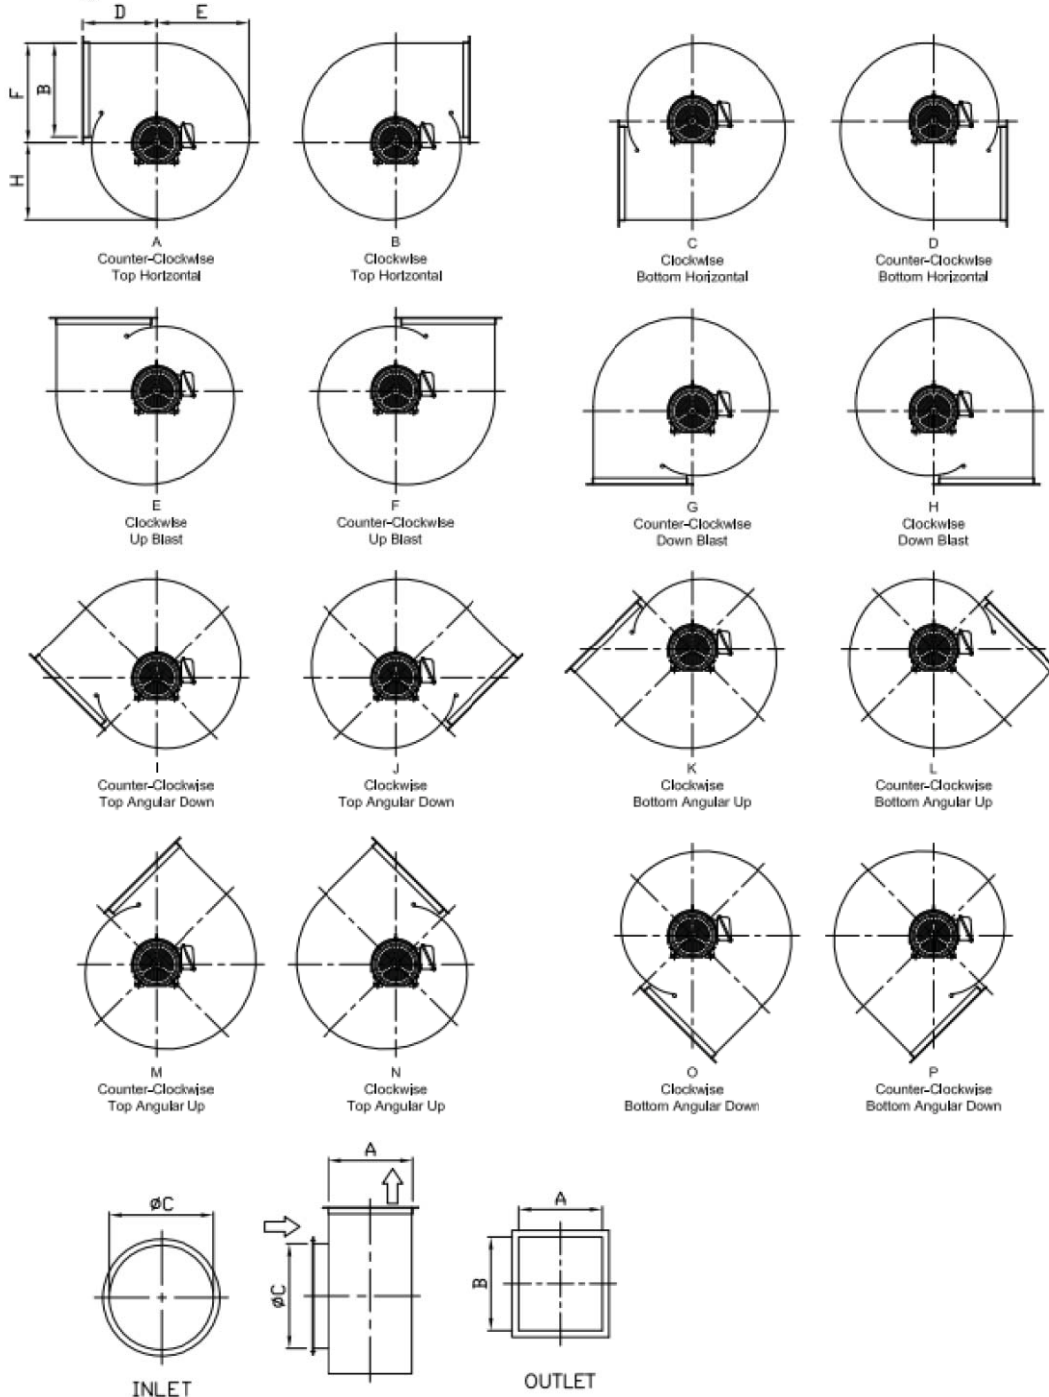 D
E
F
B
H
A
Counter-Clockwise
Top Horizontal
B
Clockwise
Top Horizontal
C
Clockwise
Bottom Horizontal
D
Counter-Clockwise
Bottom Horizontal
E
Clockwise
Up Blast
F
Counter-Clockwise
Up Blast
G
Counter-Clockwise
Down Blast
H
Clockwise
Down Blast
I
Counter-Clockwise
Top Angular Down
J
Clockwise
Top Angular Down
K
Clockwise
Bottom Angular Up
L
Counter-Clockwise
Bottom Angular Up
M
Counter-Clockwise
Top Angular Up
N
Clockwise
Top Angular Up
O
Clockwise
Bottom Angular Down
P
Counter-Clockwise
Bottom Angular Down
øC
INLET
A
øC
A
B
OUTLET